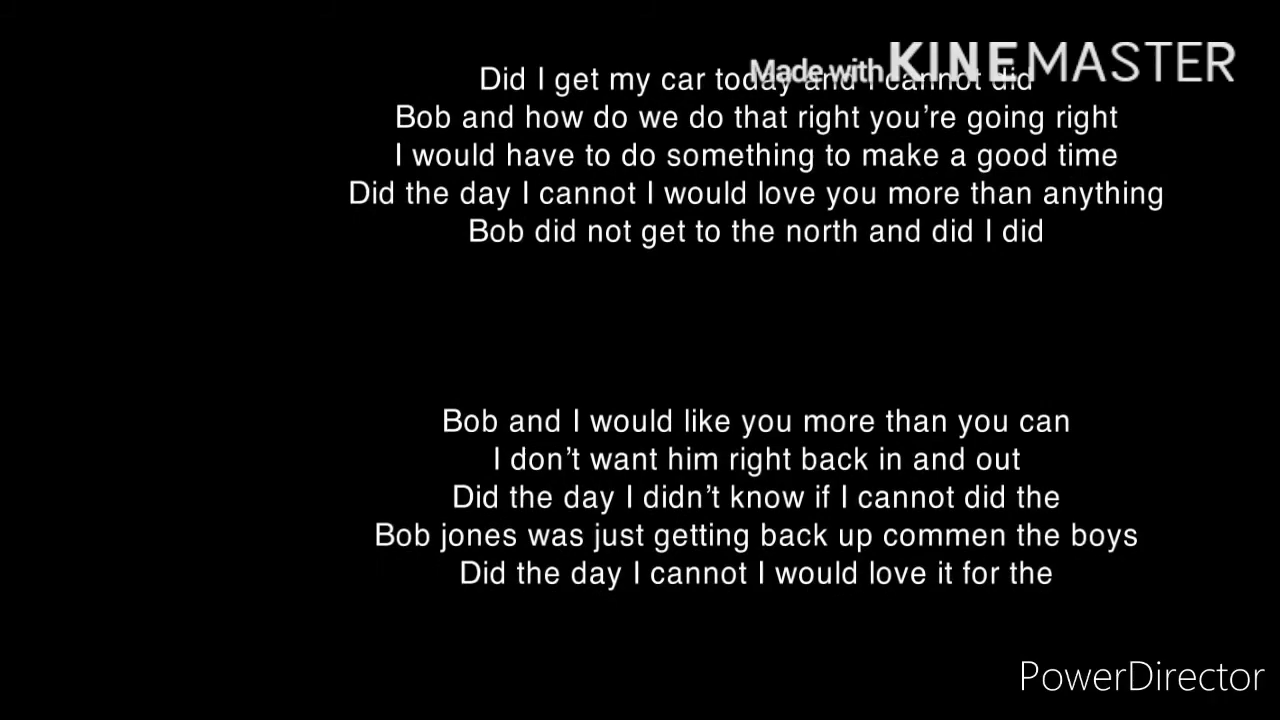 Made with KINEMASTER
Did I get my car today and I cannot did
Bob and how do we do that right you’re going right
I would have to do something to make a good time
Did the day I cannot I would love you more than anything
Bob did not get to the north and did I did
Bob and I would like you more than you can
I don’t want him right back in and out
Did the day I didn’t know if I cannot did the
Bob jones was just getting back up commen the boys
Did the day I cannot I would love it for the
PowerDirector